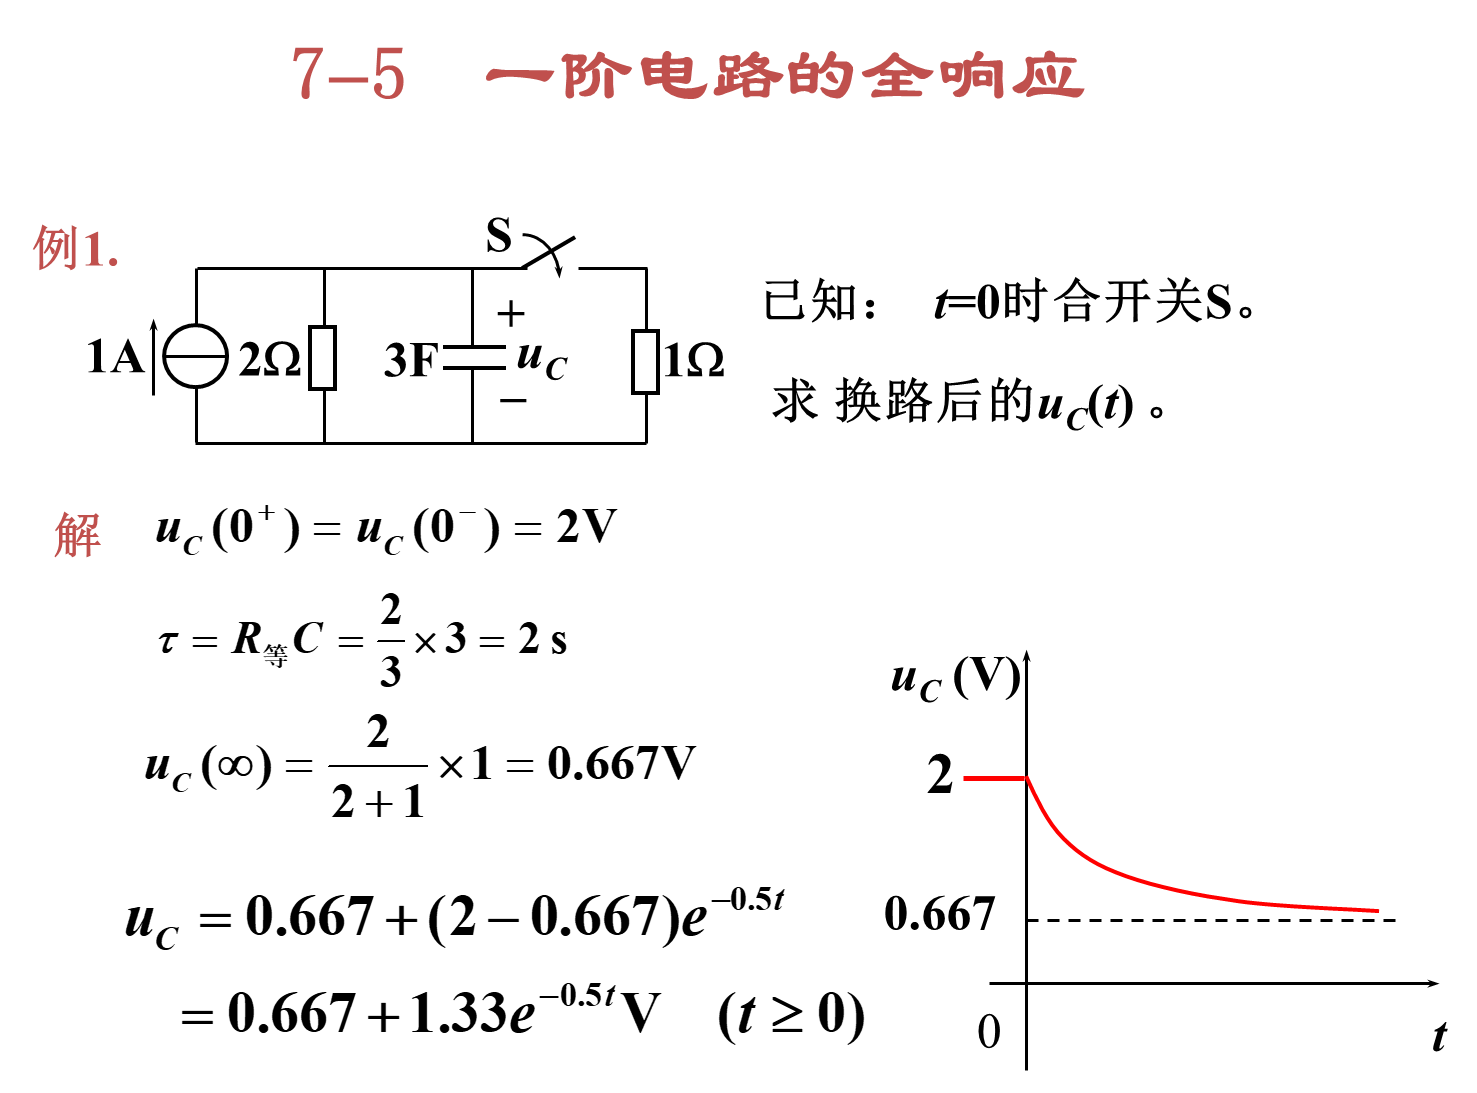 7-5 一阶电路的全响应
例1.
S
1A 2Ω 3F + u_C − 1Ω
已知： t=0时合开关S。
求 换路后的u_C(t) 。
解 u_C(0⁺) = u_C(0⁻) = 2V
τ = R_等C = 2/3 × 3 = 2 s
u_C(∞) = 2/(2+1) × 1 = 0.667V
u_C = 0.667 + (2 − 0.667)e^{−0.5t}
= 0.667 + 1.33e^{−0.5t} V (t ≥ 0)
u_C (V)
2
0.667
0
t